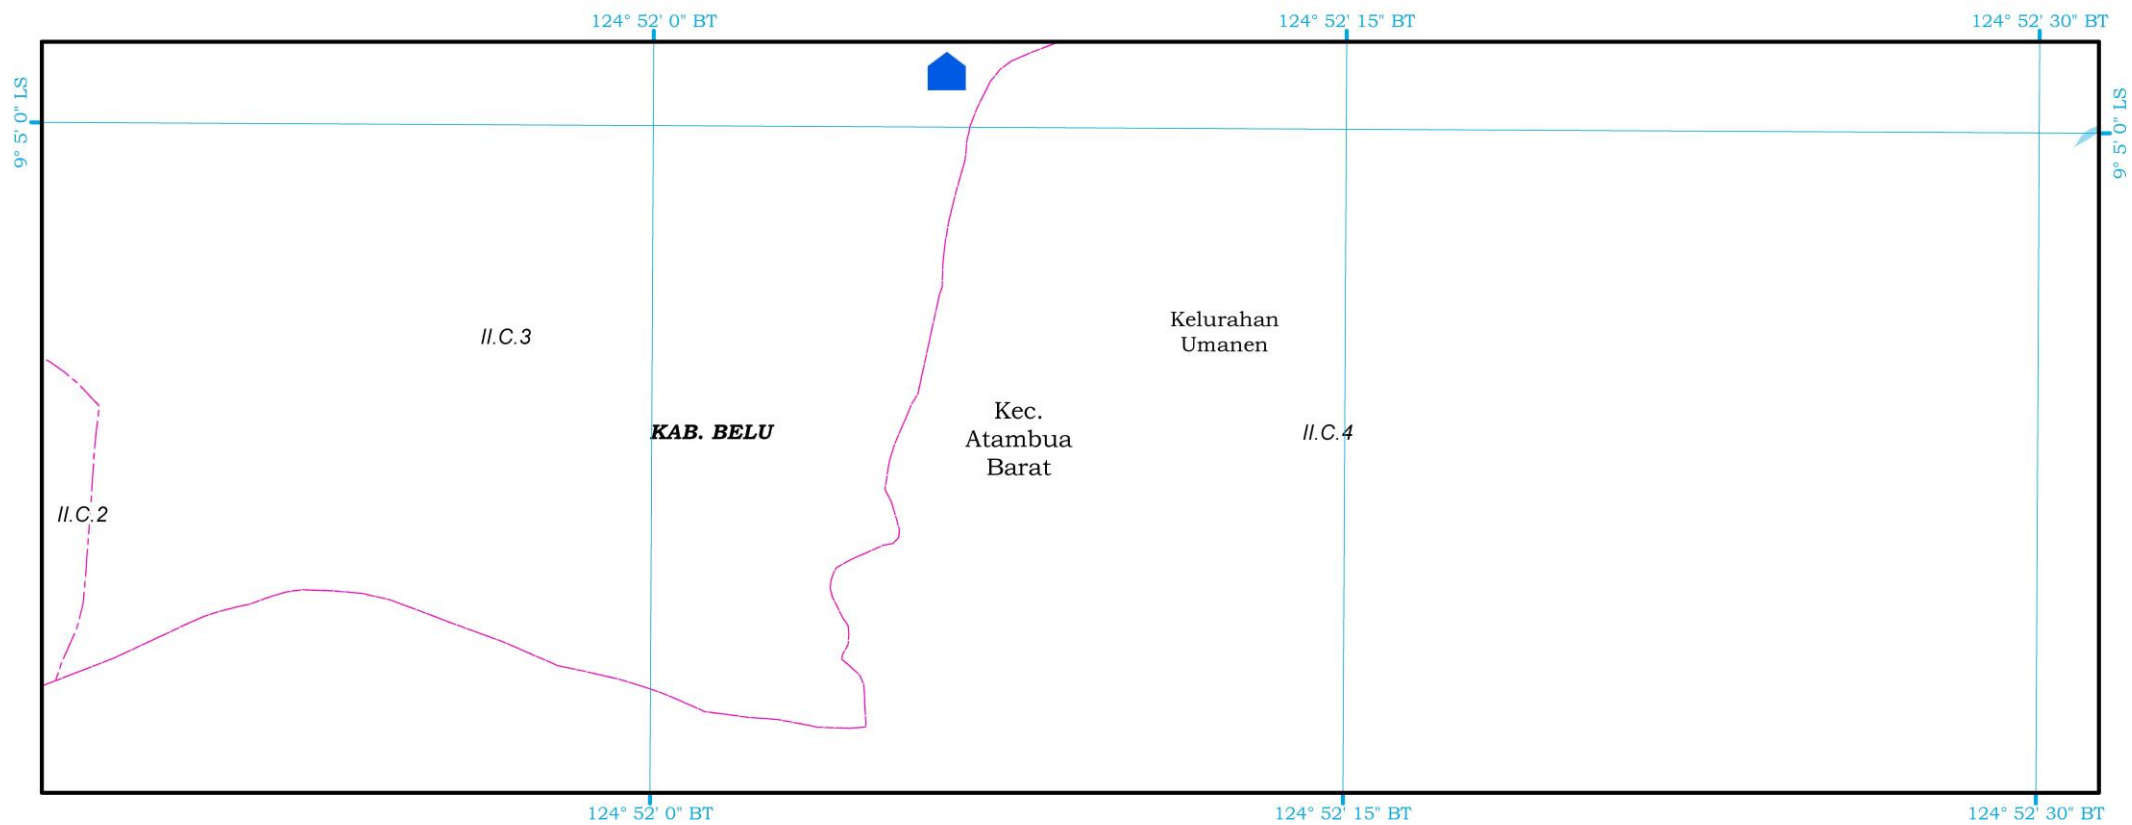 124° 52' 0" BT
124° 52' 15" BT
124° 52' 30" BT
9° 5' 0" LS
9° 5' 0" LS
Kelurahan
Umanen
II.C.3
Kec.
Atambua
Barat
KAB. BELU
II.C.4
II.C.2
124° 52' 0" BT
124° 52' 15" BT
124° 52' 30" BT